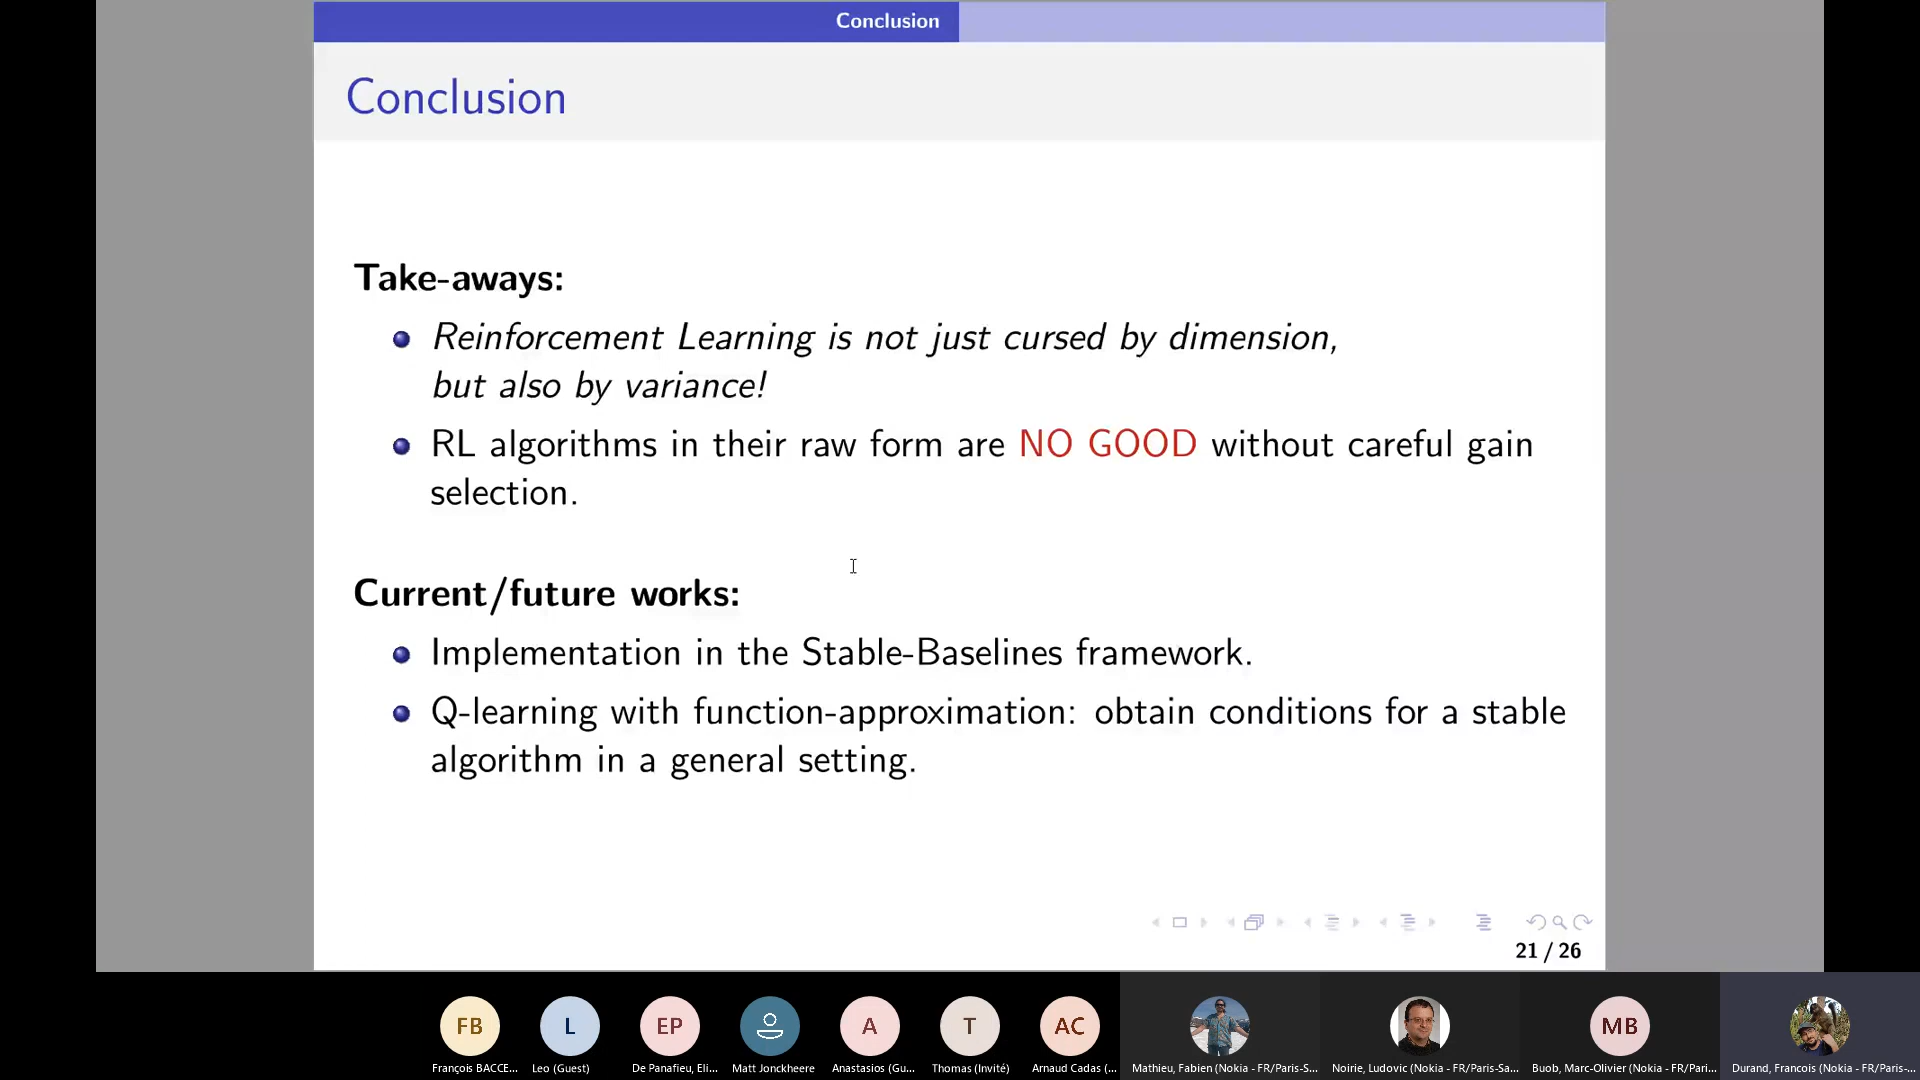 Conclusion
Conclusion
Take-aways:
Reinforcement Learning is not just cursed by dimension,
but also by variance!
RL algorithms in their raw form are NO GOOD without careful gain
selection.
Current/future works:
Implementation in the Stable-Baselines framework.
Q-learning with function-approximation: obtain conditions for a stable
algorithm in a general setting.
21 / 26
FB
L
EP
A
T
AC
MB
François BACCE...
Leo (Guest)
De Panafieu, Eli...
Matt Jonckheere
Anastasios (Gu...
Thomas (Invité)
Arnaud Cadas (...
Mathieu, Fabien (Nokia - FR/Paris-S...
Noirie, Ludovic (Nokia - FR/Paris-Sa...
Buob, Marc-Olivier (Nokia - FR/Pari...
Durand, Francois (Nokia - FR/Paris-...